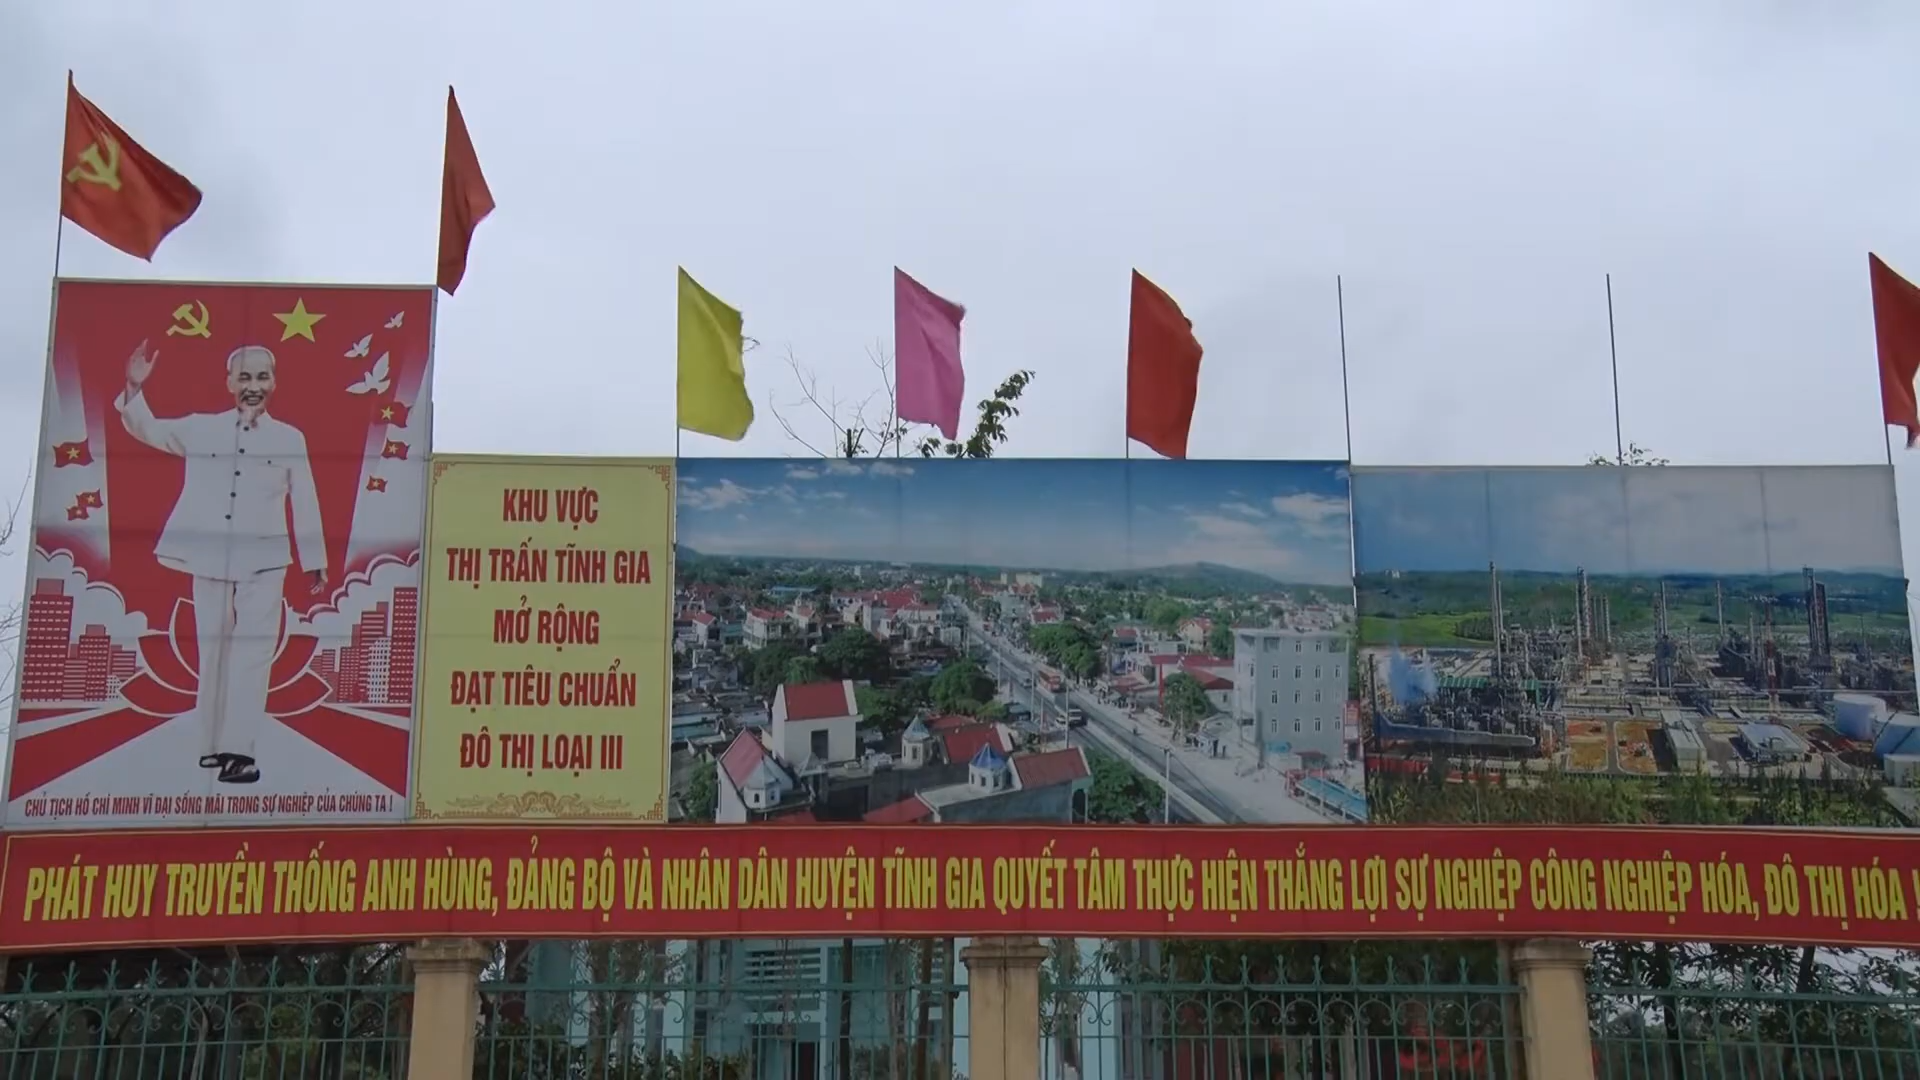 CHỦ TỊCH HỒ CHÍ MINH VĨ ĐẠI SỐNG MÃI TRONG SỰ NGHIỆP CỦA CHÚNG TA !
KHU VỰC
THỊ TRẤN TĨNH GIA
MỞ RỘNG
ĐẠT TIÊU CHUẨN
ĐÔ THỊ LOẠI III
PHÁT HUY TRUYỀN THỐNG ANH HÙNG, ĐẢNG BỘ VÀ NHÂN DÂN HUYỆN TĨNH GIA QUYẾT TÂM THỰC HIỆN THẮNG LỢI SỰ NGHIỆP CÔNG NGHIỆP HÓA, ĐÔ THỊ HÓA !